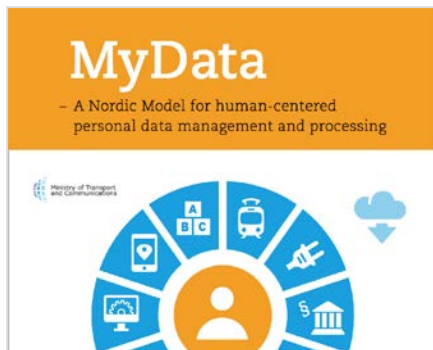 MyData
– A Nordic Model for human-centered
personal data management and processing
Ministry of Transport
and Communications
A
B C
§